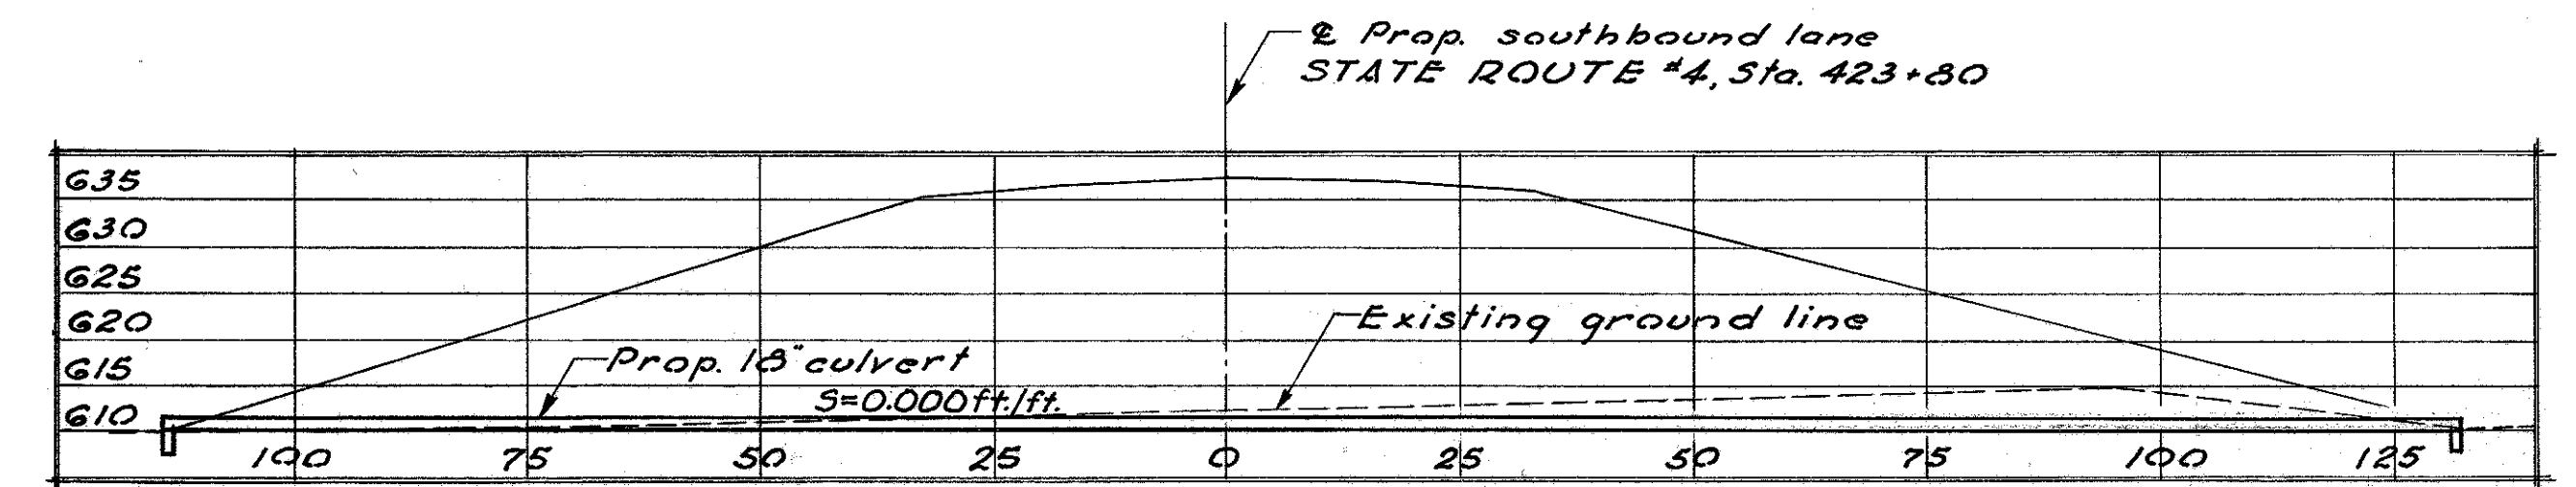 ℄ Prop. southbound lane
STATE ROUTE #4, Sta. 423+80
635
630
625
620
Existing ground line
615
Prop. 18" culvert
S=0.000 ft./ft.
610
100 75 50 25 0 25 50 75 100 125